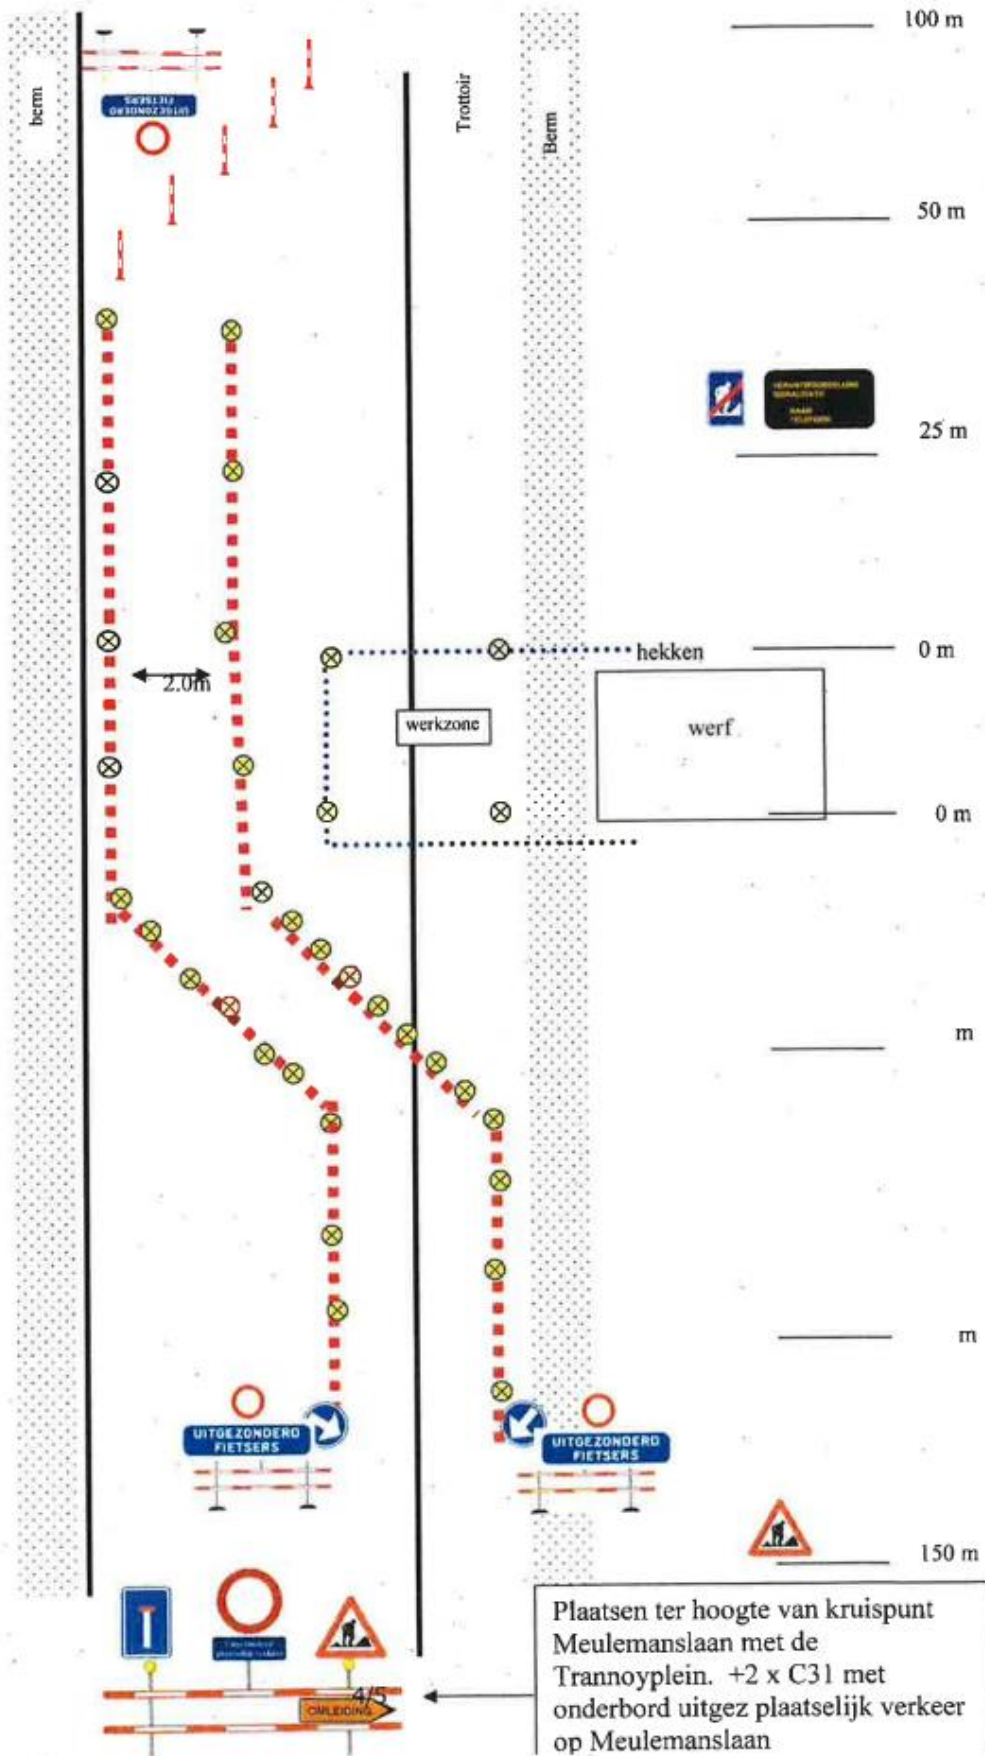 100 m
berm
Trottoir
Berm
UITGEZONDERD
FIETSERS
50 m
NAAM
TELEFOON
25 m
hekken
0 m
2.0m
werkzone
werf
0 m
m
m
UITGEZONDERD
FIETSERS
UITGEZONDERD
FIETSERS
150 m
4/5
OMLEIDING
Plaatsen ter hoogte van kruispunt
Meulemanslaan met de
Trannoyplein. +2 x C31 met
onderbord uitgez plaatselijk verkeer
op Meulemanslaan